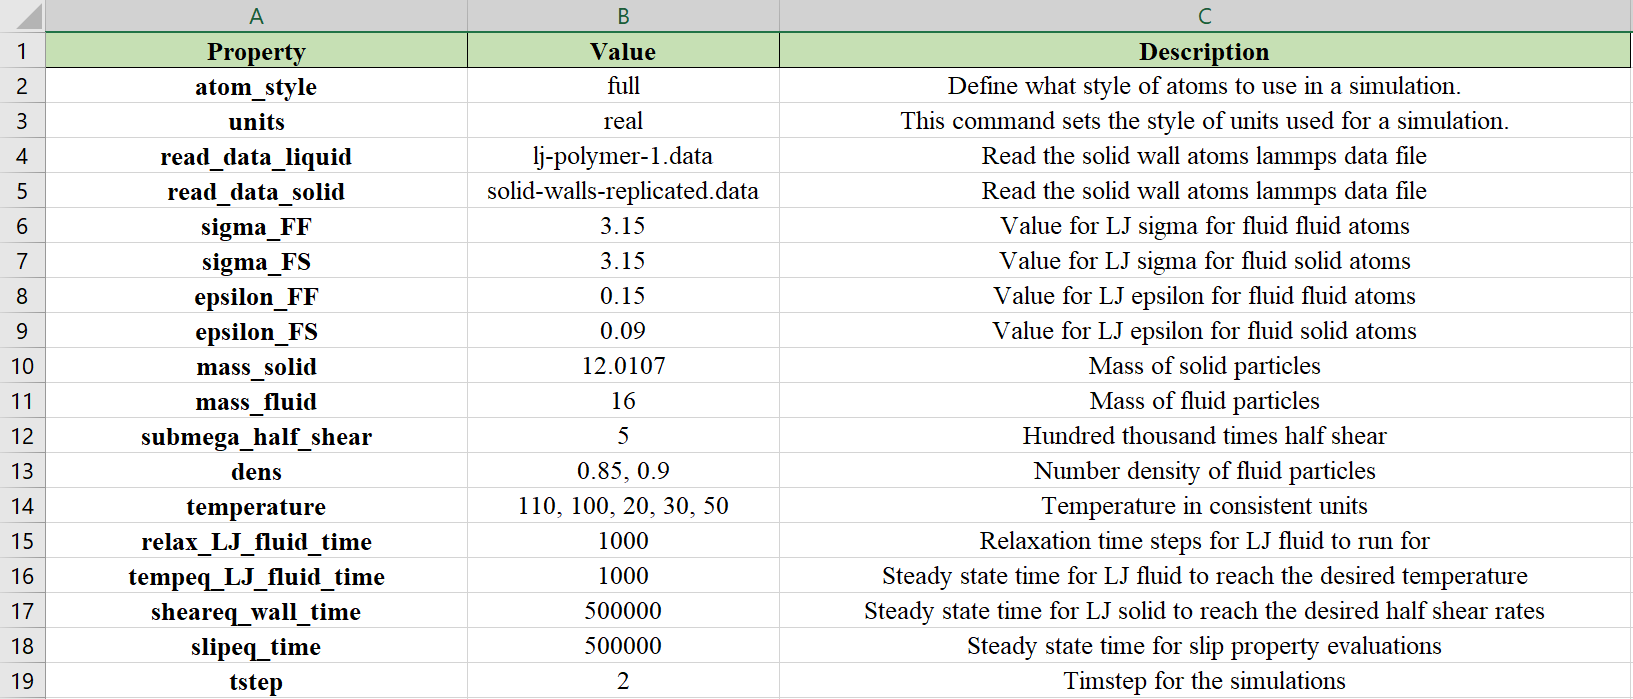 A B C
1 Property Value Description
2 atom_style full Define what style of atoms to use in a simulation.
3 units real This command sets the style of units used for a simulation.
4 read_data_liquid lj-polymer-1.data Read the solid wall atoms lammps data file
5 read_data_solid solid-walls-replicated.data Read the solid wall atoms lammps data file
6 sigma_FF 3.15 Value for LJ sigma for fluid fluid atoms
7 sigma_FS 3.15 Value for LJ sigma for fluid solid atoms
8 epsilon_FF 0.15 Value for LJ epsilon for fluid fluid atoms
9 epsilon_FS 0.09 Value for LJ epsilon for fluid solid atoms
10 mass_solid 12.0107 Mass of solid particles
11 mass_fluid 16 Mass of fluid particles
12 submega_half_shear 5 Hundred thousand times half shear
13 dens 0.85, 0.9 Number density of fluid particles
14 temperature 110, 100, 20, 30, 50 Temperature in consistent units
15 relax_LJ_fluid_time 1000 Relaxation time steps for LJ fluid to run for
16 tempeq_LJ_fluid_time 1000 Steady state time for LJ fluid to reach the desired temperature
17 sheareq_wall_time 500000 Steady state time for LJ solid to reach the desired half shear rates
18 slipeq_time 500000 Steady state time for slip property evaluations
19 tstep 2 Timstep for the simulations